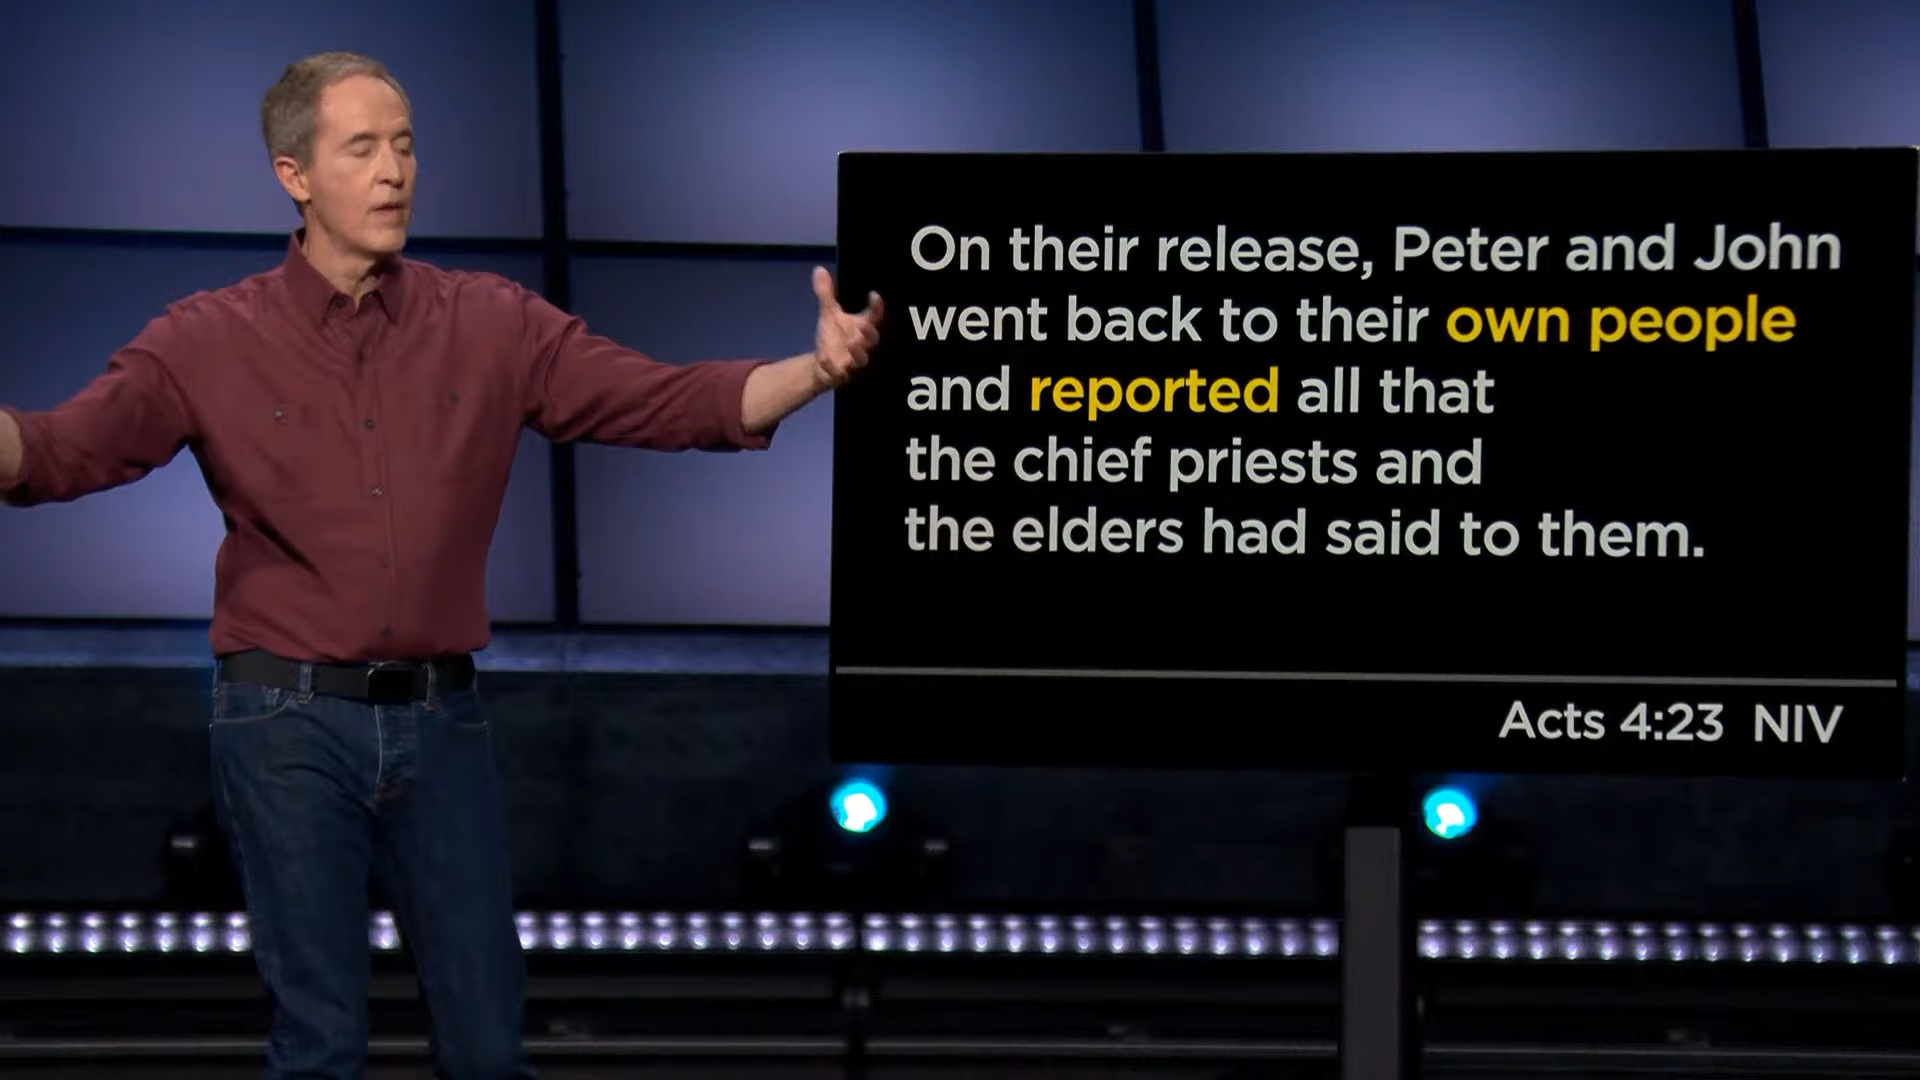 On their release, Peter and John
went back to their own people
and reported all that
the chief priests and
the elders had said to them.
Acts 4:23 NIV